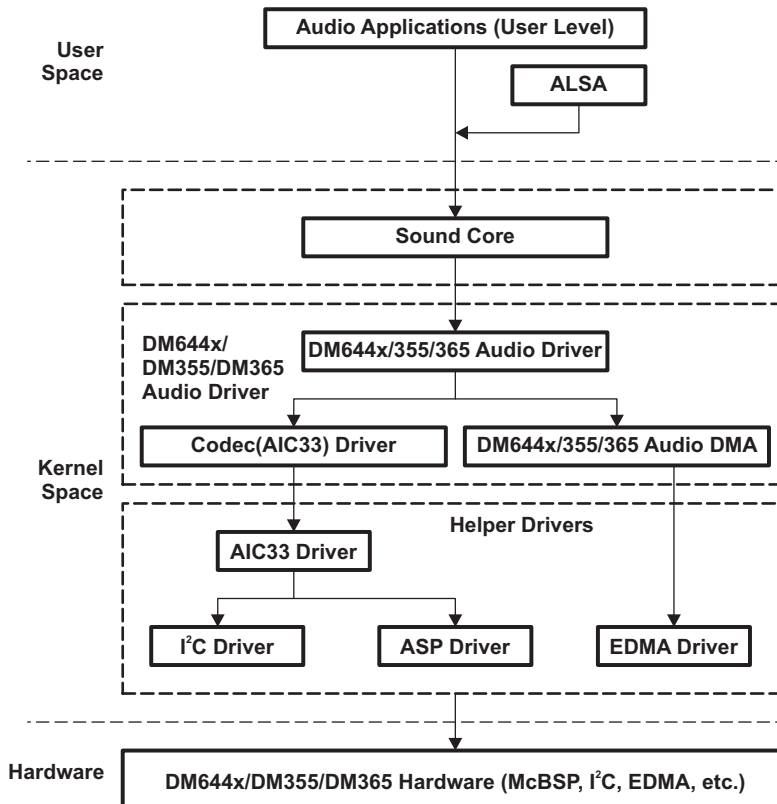 Audio Applications (User Level)
User
Space
ALSA
Sound Core
DM644x/
DM355/DM365
Audio Driver
DM644x/355/365 Audio Driver
Codec(AIC33) Driver
DM644x/355/365 Audio DMA
Kernel
Space
Helper Drivers
AIC33 Driver
I²C Driver
ASP Driver
EDMA Driver
Hardware
DM644x/DM355/DM365 Hardware (McBSP, I²C, EDMA, etc.)